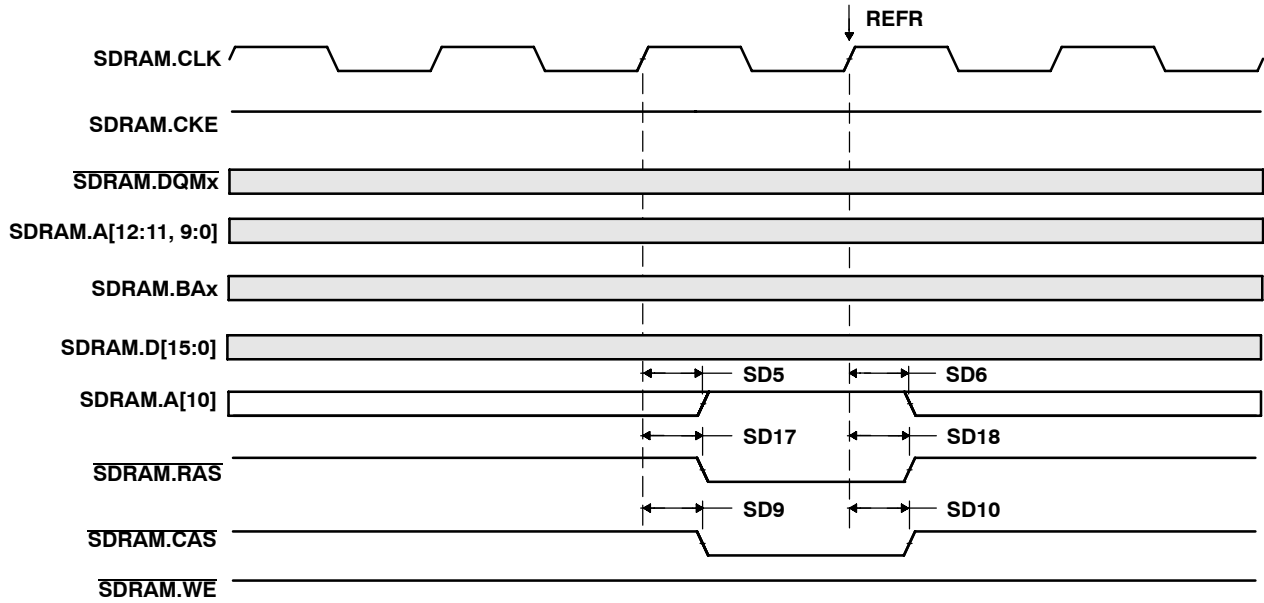 REFR
SDRAM.CLK
SDRAM.CKE
SDRAM.DQMx
SDRAM.A[12:11, 9:0]
SDRAM.BAx
SDRAM.D[15:0]
SD5 SD6
SDRAM.A[10]
SD17 SD18
SDRAM.RAS
SD9 SD10
SDRAM.CAS
SDRAM.WE